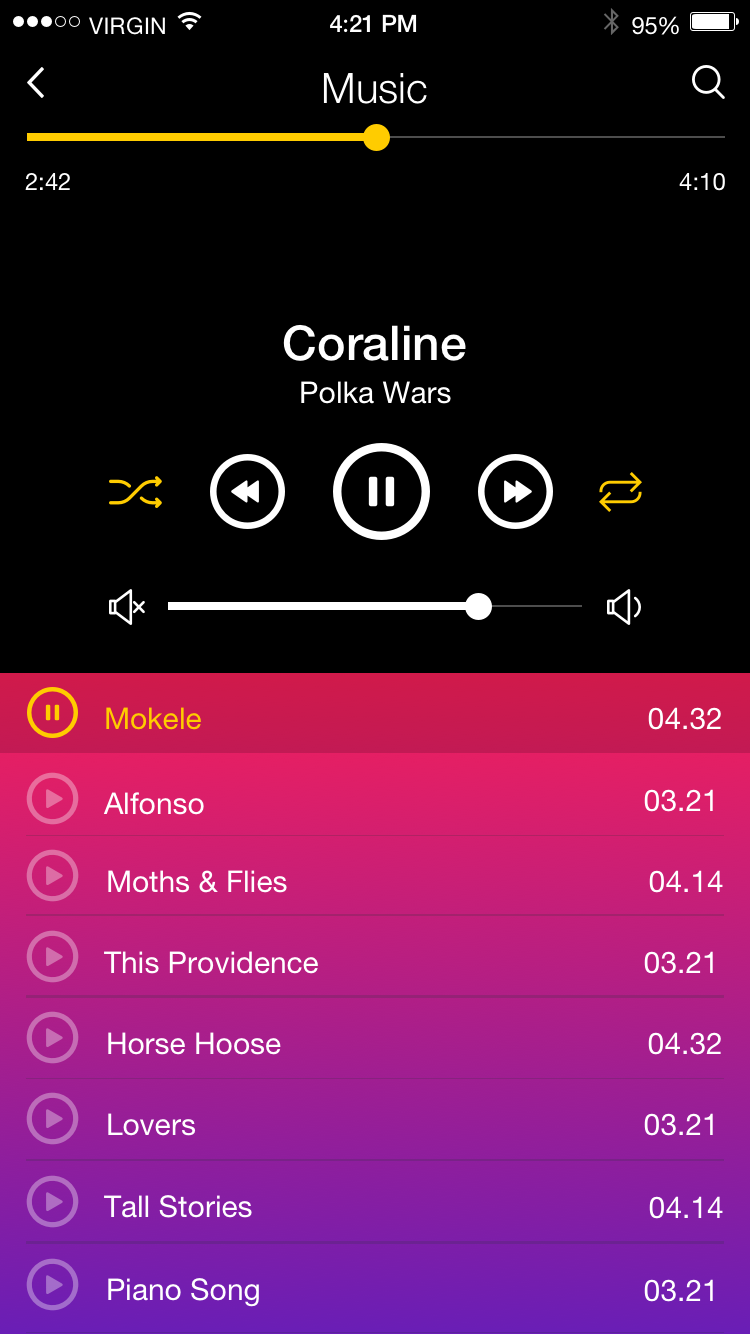 VIRGIN 4:21 PM 95%
Music
2:42 4:10
Coraline
Polka Wars
Mokele 04.32
Alfonso 03.21
Moths & Flies 04.14
This Providence 03.21
Horse Hoose 04.32
Lovers 03.21
Tall Stories 04.14
Piano Song 03.21